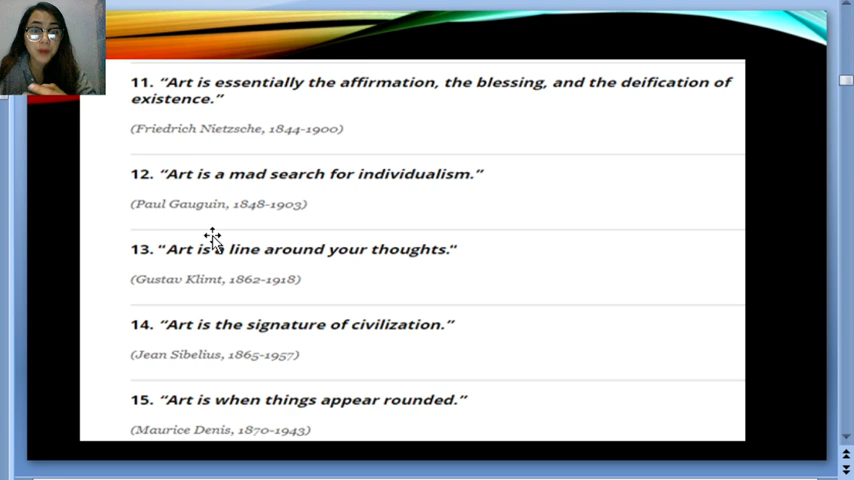 11. “Art is essentially the affirmation, the blessing, and the deification of
existence.”
(Friedrich Nietzsche, 1844-1900)
12. “Art is a mad search for individualism.”
(Paul Gauguin, 1848-1903)
13. “Art is a line around your thoughts.“
(Gustav Klimt, 1862-1918)
14. “Art is the signature of civilization.”
(Jean Sibelius, 1865-1957)
15. “Art is when things appear rounded.”
(Maurice Denis, 1870-1943)